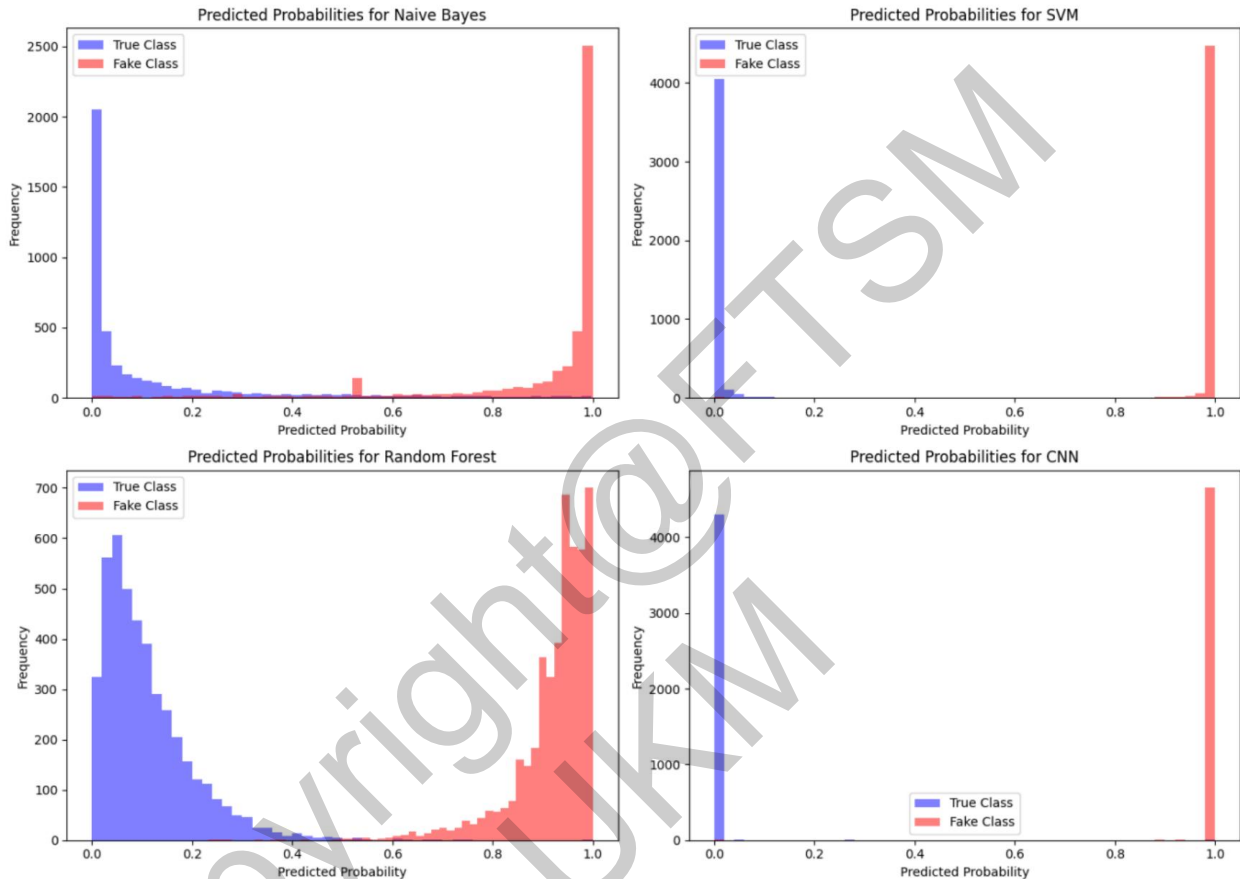 Predicted Probabilities for Naive Bayes
True Class
Fake Class
2500
2000
1500
1000
500
0
Frequency
0.0 0.2 0.4 0.6 0.8 1.0
Predicted Probability
Predicted Probabilities for SVM
True Class
Fake Class
4000
3000
2000
1000
0
Frequency
0.0 0.2 0.4 0.6 0.8 1.0
Predicted Probability
Predicted Probabilities for Random Forest
True Class
Fake Class
700
600
500
400
300
200
100
0
Frequency
0.0 0.2 0.4 0.6 0.8 1.0
Predicted Probability
Predicted Probabilities for CNN
4000
3000
2000
1000
0
Frequency
True Class
Fake Class
0.0 0.2 0.4 0.6 0.8 1.0
Predicted Probability
pyright@FTSM
UKM